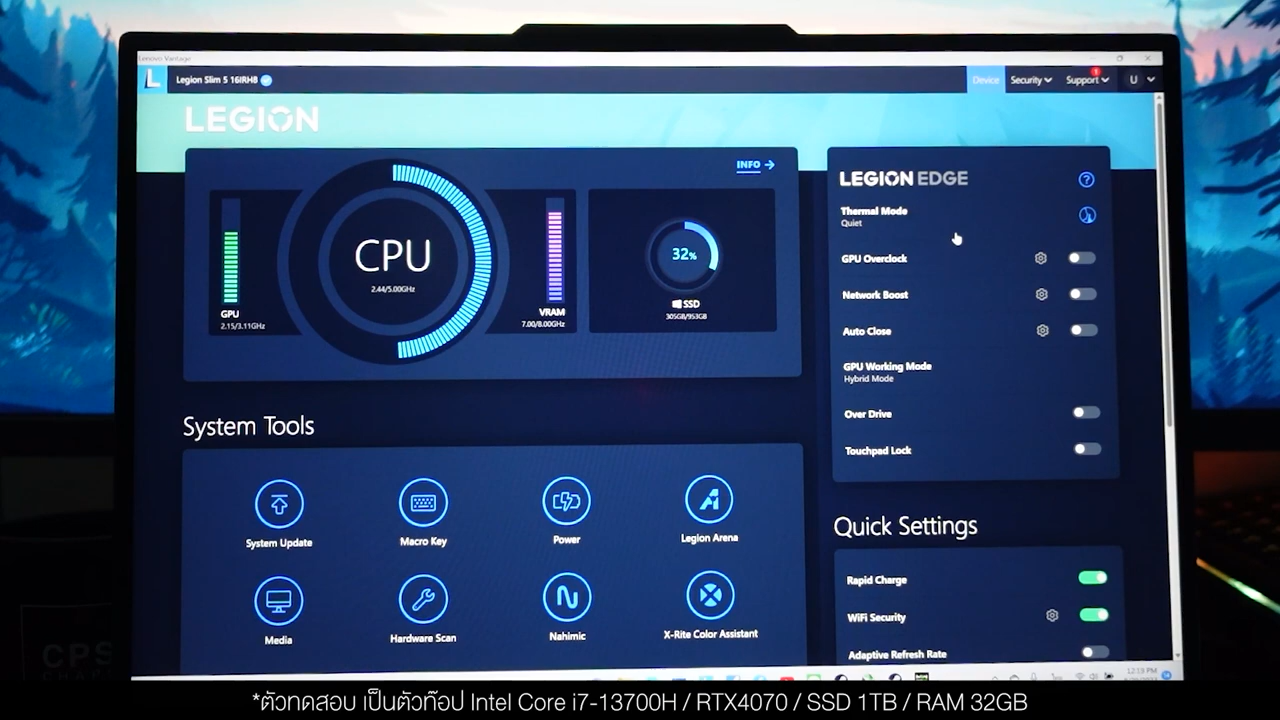 Lenovo Vantage
L Legion Slim 5 16IRH8
Device Security Support 1 U
LEGION
INFO
CPU
2.44/5.00GHz
GPU
2.15/3.11GHz
VRAM
7.00/8.00GHz
32%
SSD
305GB/953GB
LEGION EDGE
Thermal Mode
Quiet
GPU Overclock
Network Boost
Auto Close
GPU Working Mode
Hybrid Mode
Over Drive
Touchpad Lock
System Tools
System Update
Macro Key
Power
Legion Arena
Media
Hardware Scan
Nahimic
X-Rite Color Assistant
Quick Settings
Rapid Charge
WiFi Security
Adaptive Refresh Rate
12:19 PM
CPS
*ตัวทดสอบ เป็นตัวท๊อป Intel Core i7-13700H / RTX4070 / SSD 1TB / RAM 32GB